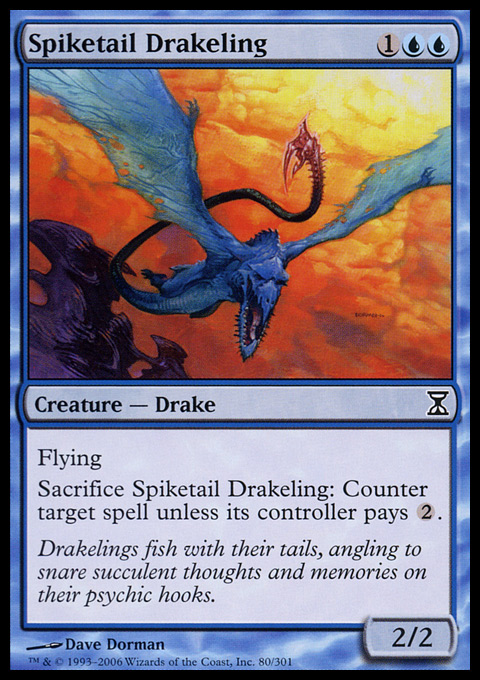 Spiketail Drakeling 1
Creature — Drake
Flying
Sacrifice Spiketail Drakeling: Counter
target spell unless its controller pays 2.
Drakelings fish with their tails, angling to
snare succulent thoughts and memories on
their psychic hooks.
2/2
Dave Dorman
™ & © 1993–2006 Wizards of the Coast, Inc. 80/301